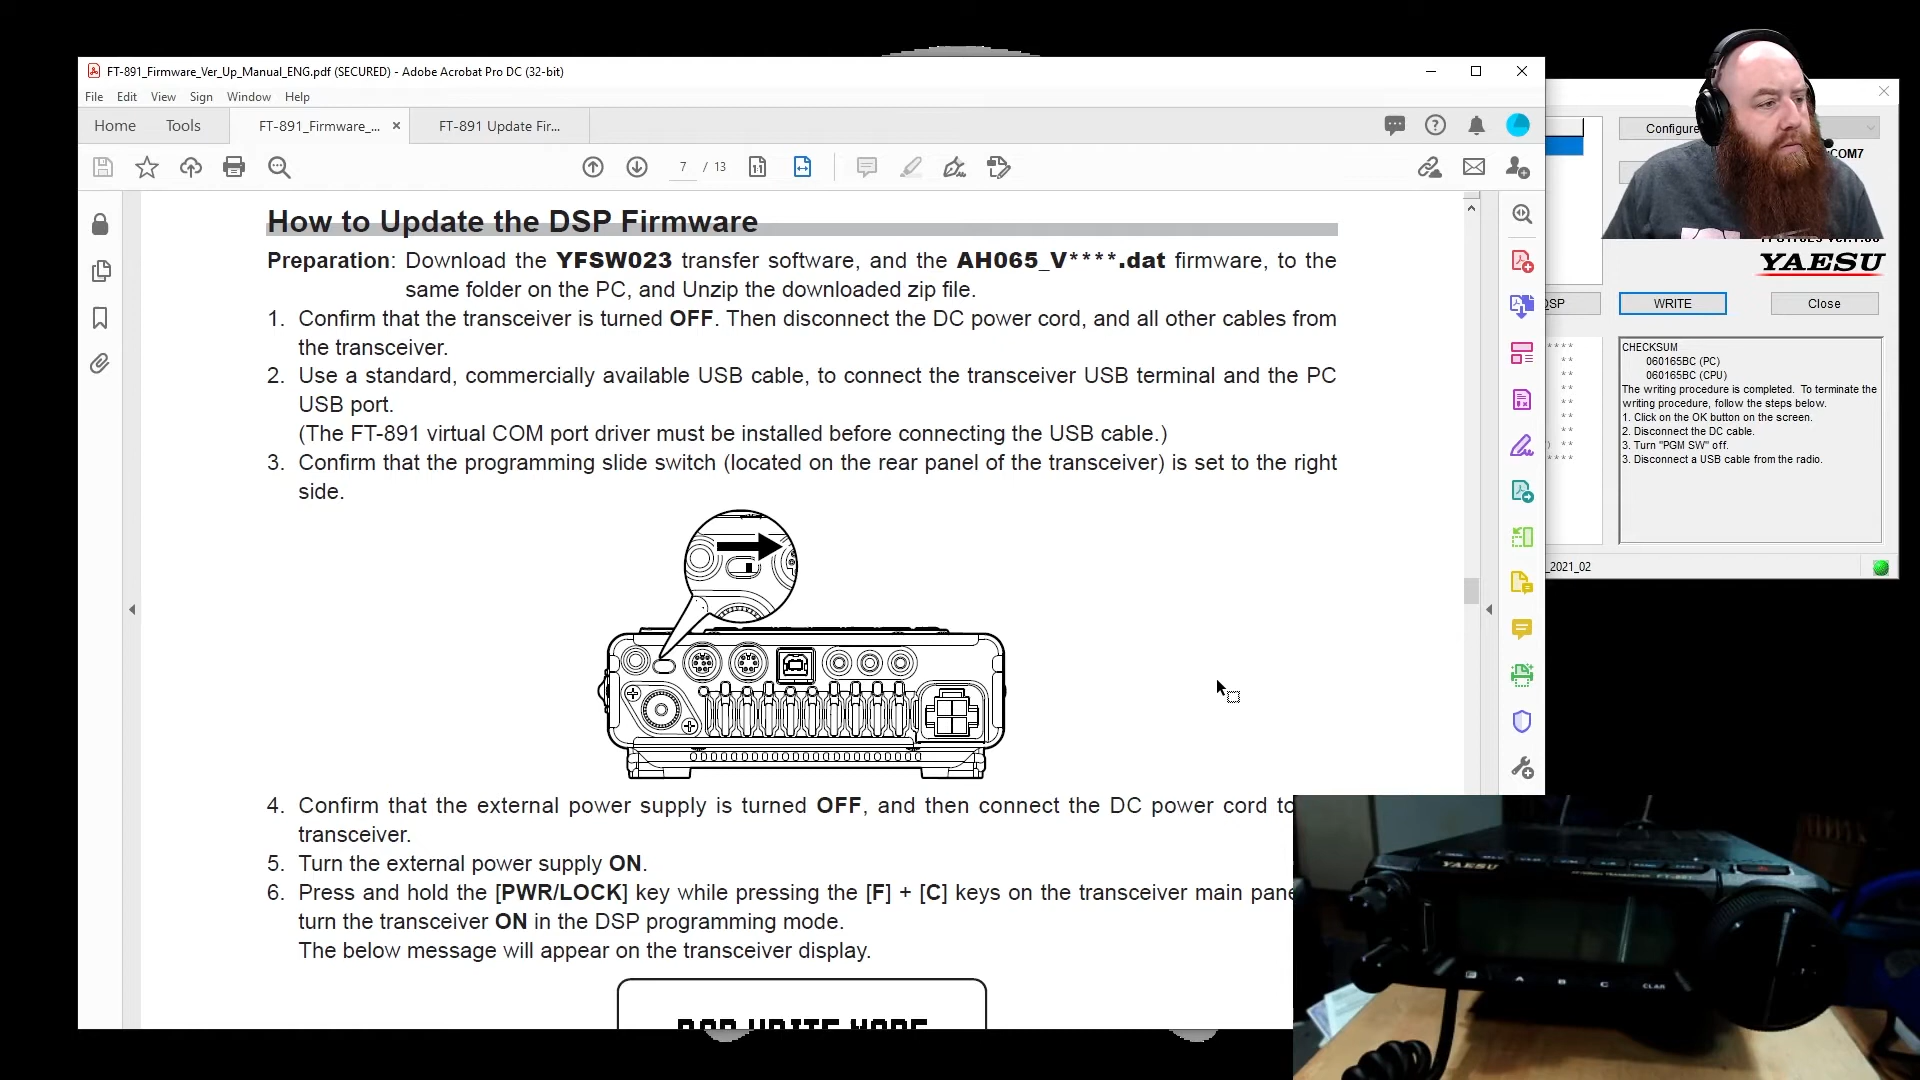 FT-891_Firmware_Ver_Up_Manual_ENG.pdf (SECURED) - Adobe Acrobat Pro DC (32-bit)
File Edit View Sign Window Help
Home Tools FT-891_Firmware_... FT-891 Update Fir...
7 / 13
How to Update the DSP Firmware
Preparation: Download the YFSW023 transfer software, and the AH065_V****.dat firmware, to the
same folder on the PC, and Unzip the downloaded zip file.
1. Confirm that the transceiver is turned OFF. Then disconnect the DC power cord, and all other cables from
the transceiver.
2. Use a standard, commercially available USB cable, to connect the transceiver USB terminal and the PC
USB port.
(The FT-891 virtual COM port driver must be installed before connecting the USB cable.)
3. Confirm that the programming slide switch (located on the rear panel of the transceiver) is set to the right
side.
4. Confirm that the external power supply is turned OFF, and then connect the DC power cord to
transceiver.
5. Turn the external power supply ON.
6. Press and hold the [PWR/LOCK] key while pressing the [F] + [C] keys on the transceiver main
turn the transceiver ON in the DSP programming mode.
The below message will appear on the transceiver display.
DSP WRITE MODE
Configure
COM7
YAESU
DSP WRITE Close
****
**
**
**
**
**
**
) **
****
CHECKSUM
060165BC (PC)
060165BC (CPU)
The writing procedure is completed. To terminate the
writing procedure, follow the steps below.
1. Click on the OK button on the screen.
2. Disconnect the DC cable.
3. Turn "PGM SW" off.
3. Disconnect a USB cable from the radio.
_2021_02
YAESU
A B C CLAR